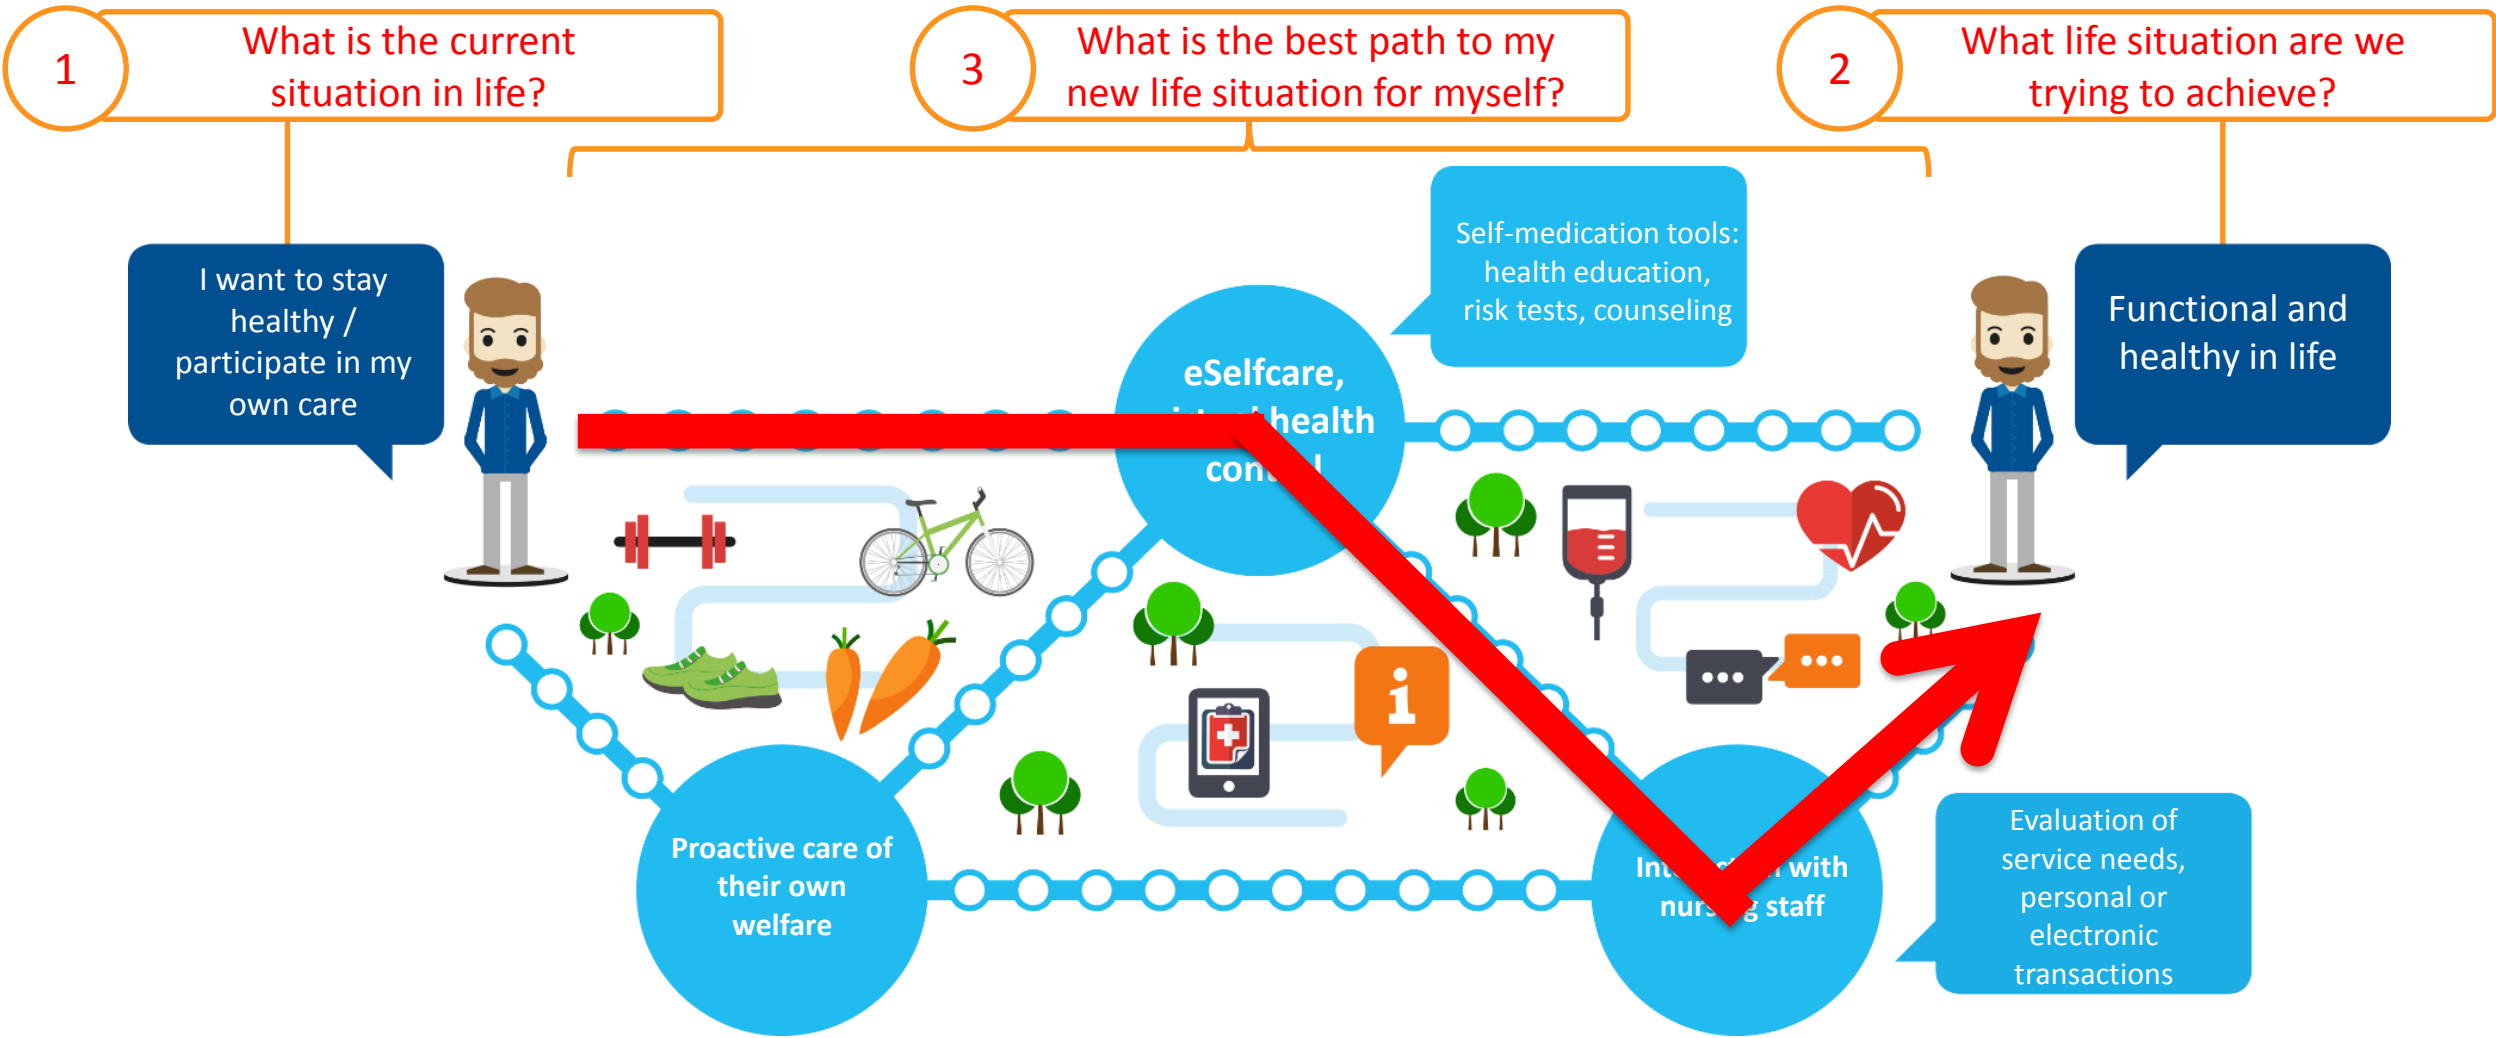 1
What is the current
situation in life?
3
What is the best path to my
new life situation for myself?
2
What life situation are we
trying to achieve?
Self-medication tools:
health education,
risk tests, counseling
I want to stay
healthy /
participate in my
own care
Functional and
healthy in life
eSelfcare,
health
i
Proactive care of
their own
welfare
with
staff
Evaluation of
service needs,
personal or
electronic
transactions